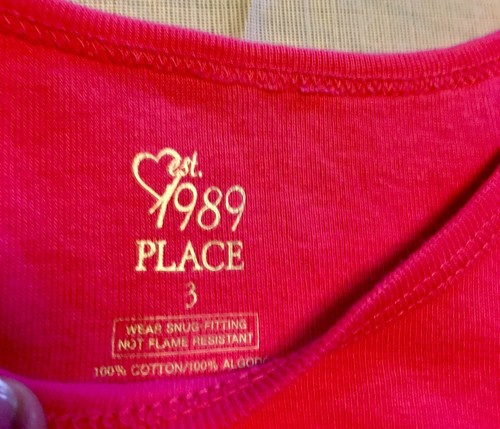 est.
1989
PLACE
3
WEAR SNUG-FITTING
NOT FLAME RESISTANT
100% COTTON/100%